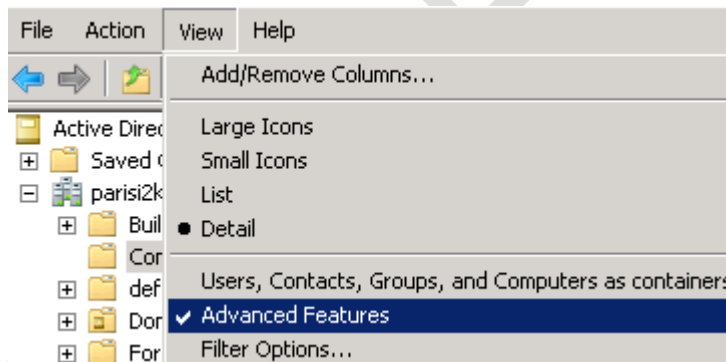 File Action View Help
Add/Remove Columns...
Active Direc
Large Icons
Saved
Small Icons
parisi2k
List
Buil
Detail
Cor
def
Users, Contacts, Groups, and Computers as containers
Dor
Advanced Features
For
Filter Options...